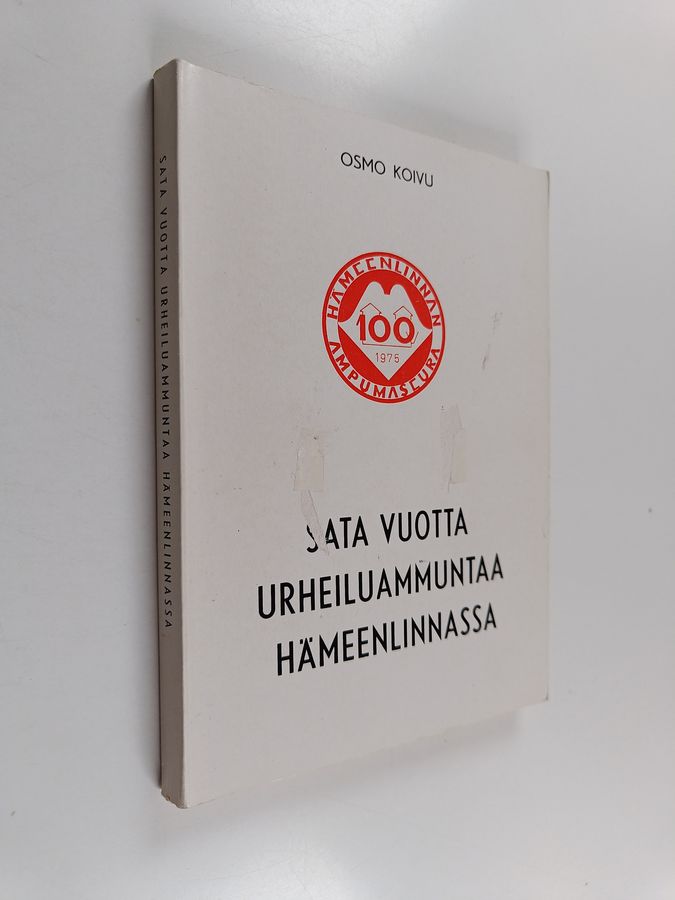 SATA VUOTTA URHEILUAMMUNTAA HÄMEENLINNASSA
OSMO KOIVU
HÄMEENLINNAN
100
1975
AMPUMASEURA
SATA VUOTTA
URHEILUAMMUNTAA
HÄMEENLINNASSA